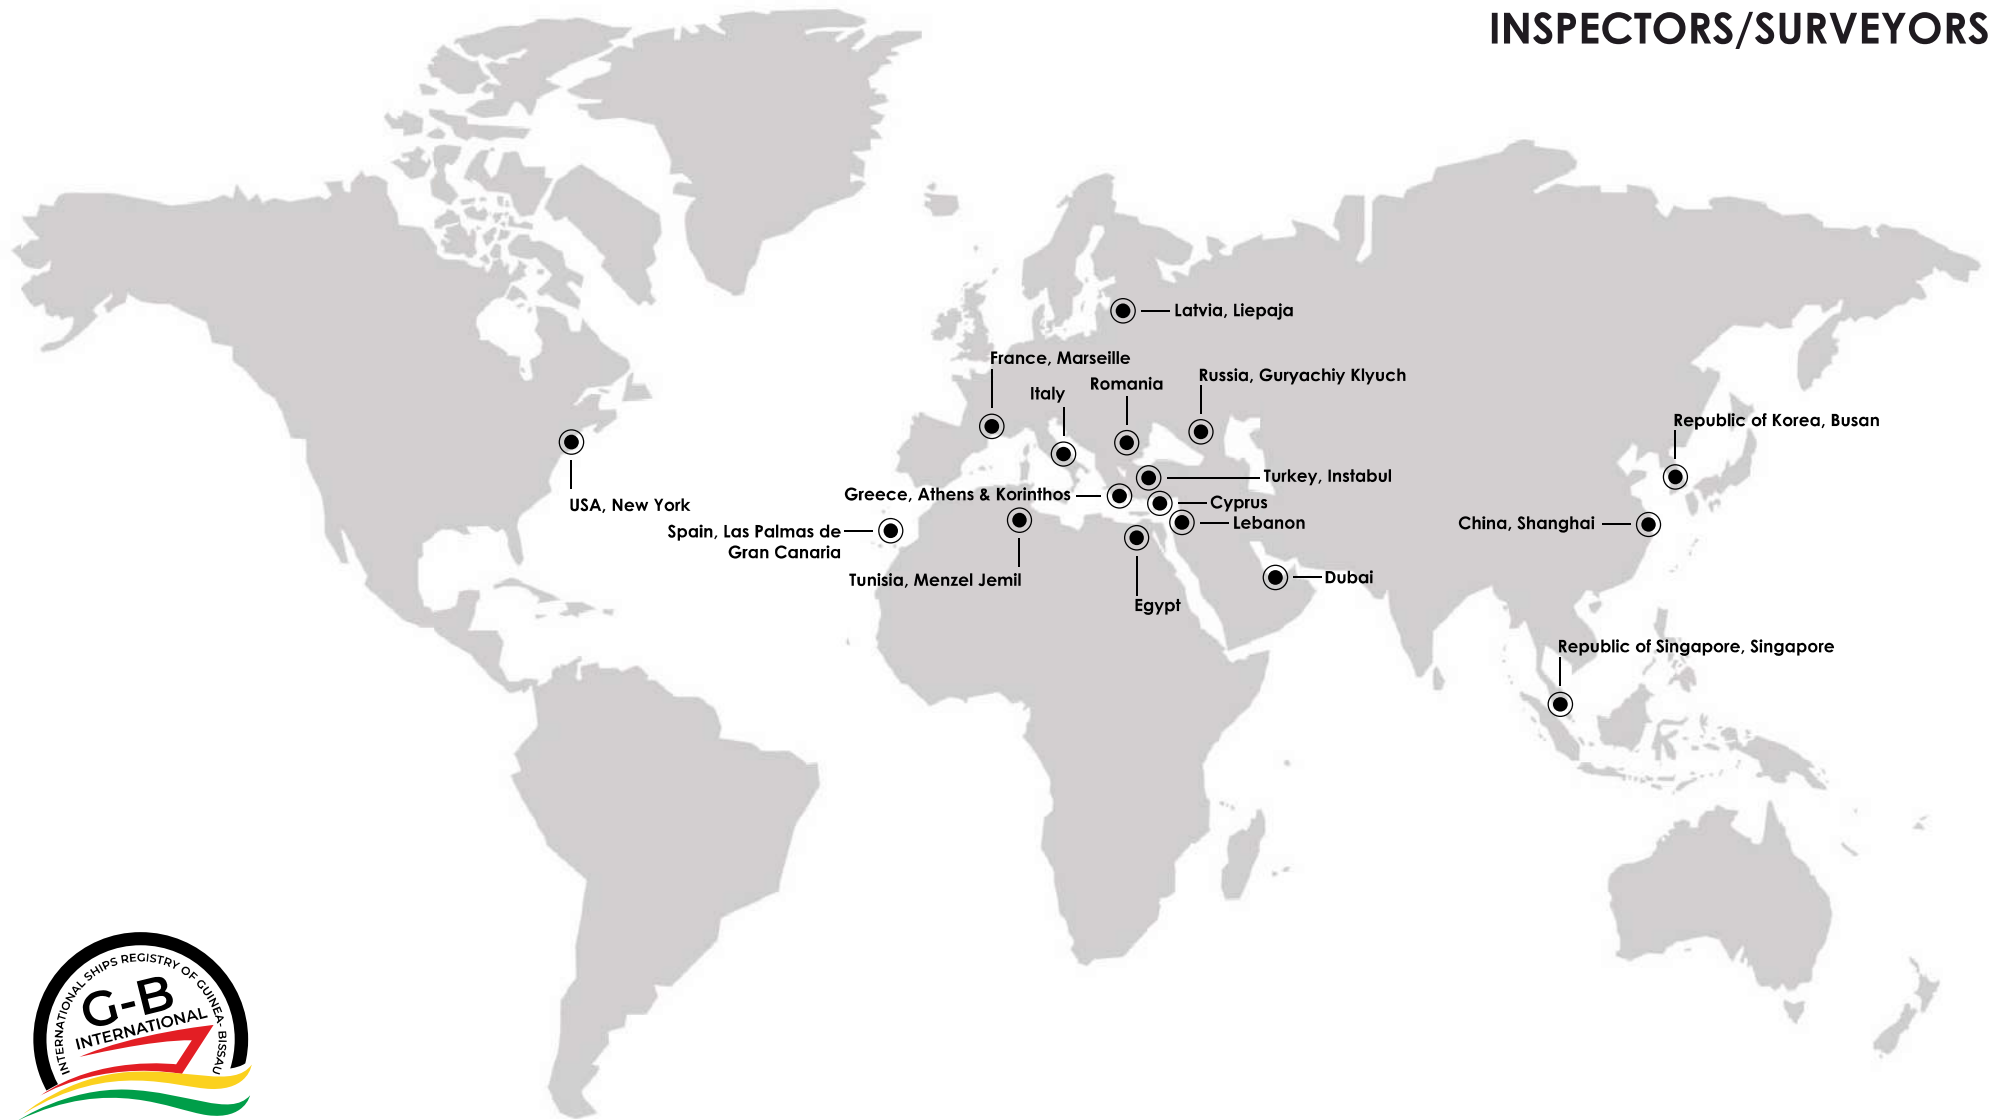 INSPECTORS/SURVEYORS
Latvia, Liepaja
France, Marseille
Russia, Guryachiy Klyuch
Romania
Italy
Republic of Korea, Busan
Turkey, Instabul
Greece, Athens & Korinthos
Cyprus
USA, New York
Lebanon
China, Shanghai
Spain, Las Palmas de
Gran Canaria
Tunisia, Menzel Jemil
Dubai
Egypt
Republic of Singapore, Singapore
INTERNATIONAL SHIPS REGISTRY OF GUINEA- BISSAU
G-B
INTERNATIONAL